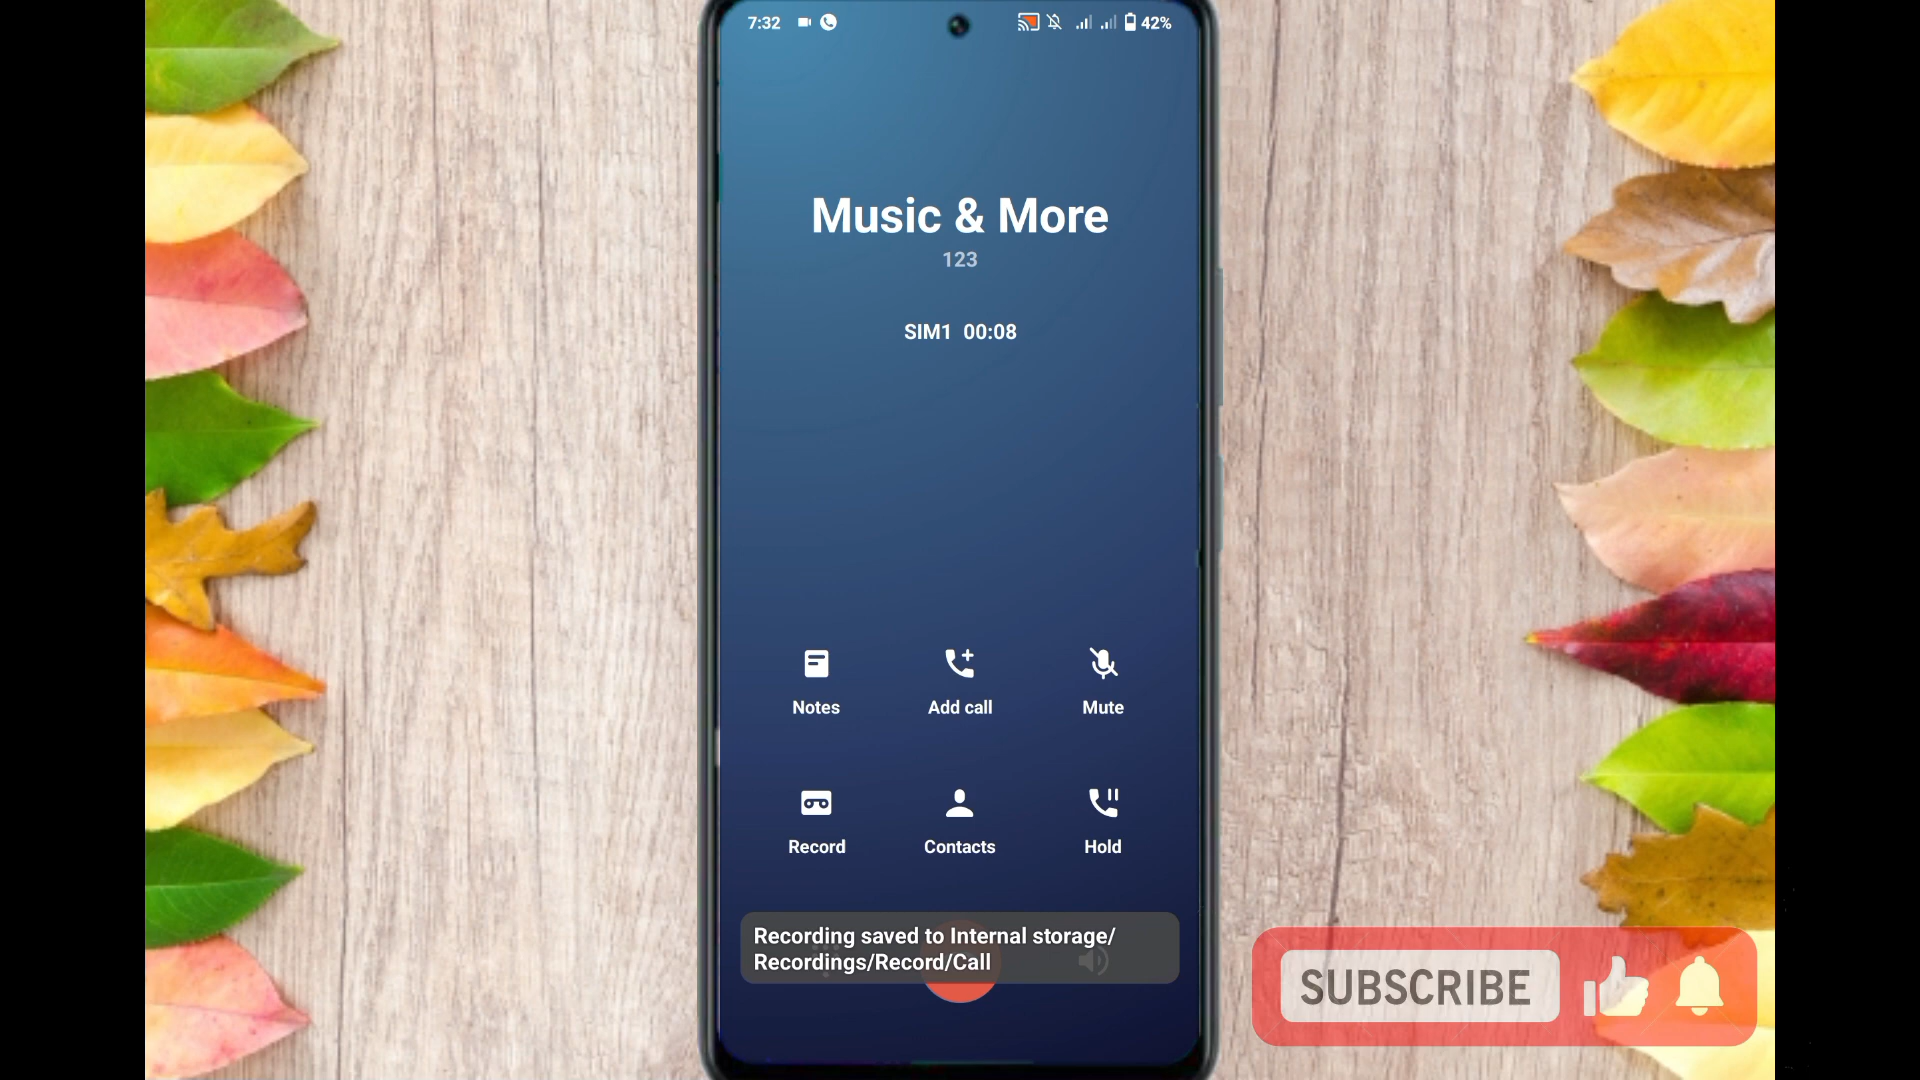 7:32
42%
Music & More
123
SIM1 00:08
Notes
Add call
Mute
Record
Contacts
Hold
Recording saved to Internal storage/
Recordings/Record/Call
SUBSCRIBE